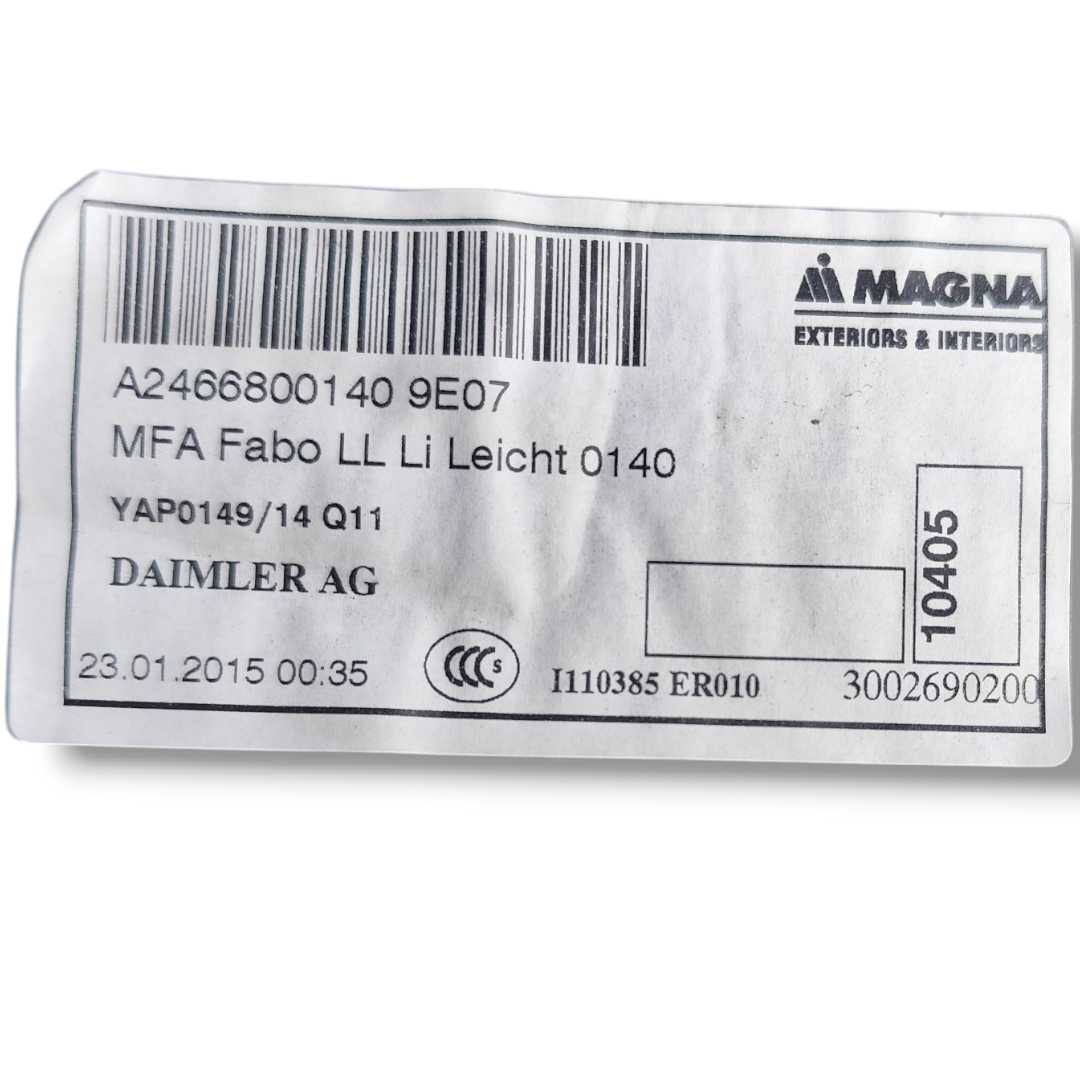 MAGNA
EXTERIORS & INTERIORS
A2466800140 9E07
MFA Fabo LL Li Leicht 0140
YAP0149/14 Q11
DAIMLER AG
10405
23.01.2015 00:35
CCC S
I110385 ER010
3002690200